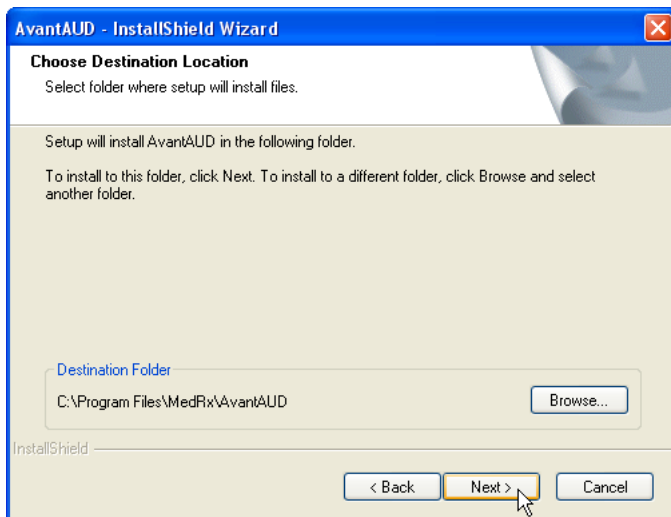 AvantAUD - InstallShield Wizard
Choose Destination Location
Select folder where setup will install files.
Setup will install AvantAUD in the following folder.
To install to this folder, click Next. To install to a different folder, click Browse and select
another folder.
Destination Folder
C:\Program Files\MedRx\AvantAUD
Browse...
InstallShield
< Back
Next >
Cancel